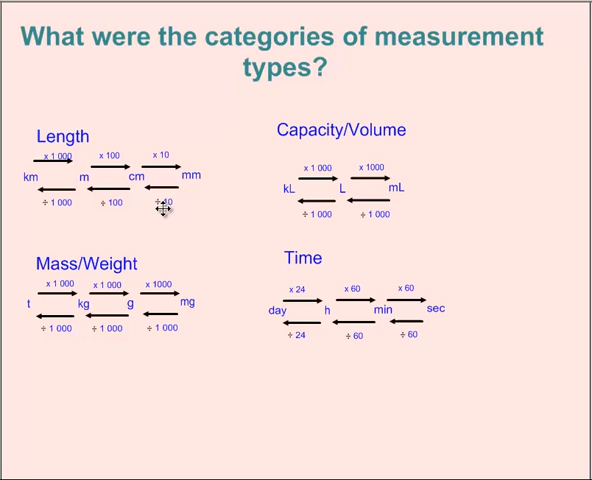 What were the categories of measurement
types?
Length
x 1 000 x 100 x 10
km m cm mm
÷ 1 000 ÷ 100 ÷ 10
Capacity/Volume
x 1 000 x 1000
kL L mL
÷ 1 000 ÷ 1 000
Mass/Weight
x 1 000 x 1 000 x 1000
t kg g mg
÷ 1 000 ÷ 1 000 ÷ 1 000
Time
x 24 x 60 x 60
day h min sec
÷ 24 ÷ 60 ÷ 60